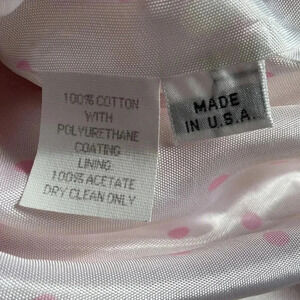 100% COTTON
WITH
POLYURETHANE
COATING
LINING:
100% ACETATE
DRY CLEAN ONLY
MADE
IN U.S.A.